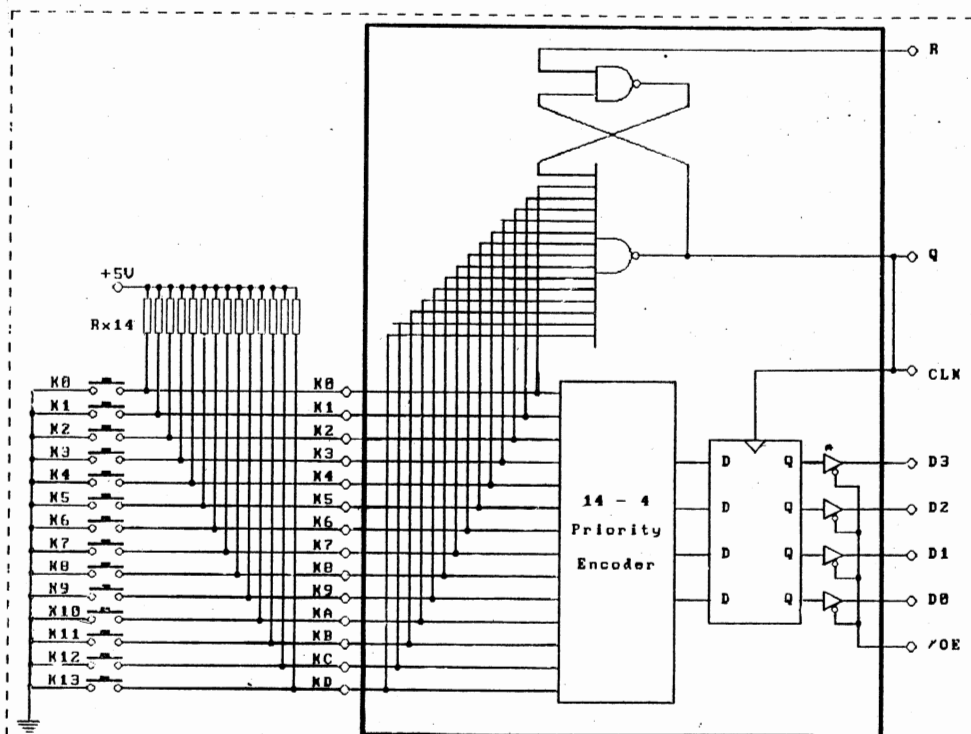 R
Q
+5V
Rx14
CLK
K0 K0
K1 K1
K2 K2
D Q * D3
K3 K3
K4 K4
14 - 4
K5 K5
D Q D2
Priority
K6 K6
K7 K7
D Q D1
Encoder
K8 K8
K9 K9
D Q D0
K10 KA
K11 KB
/OE
K12 KC
K13 KD